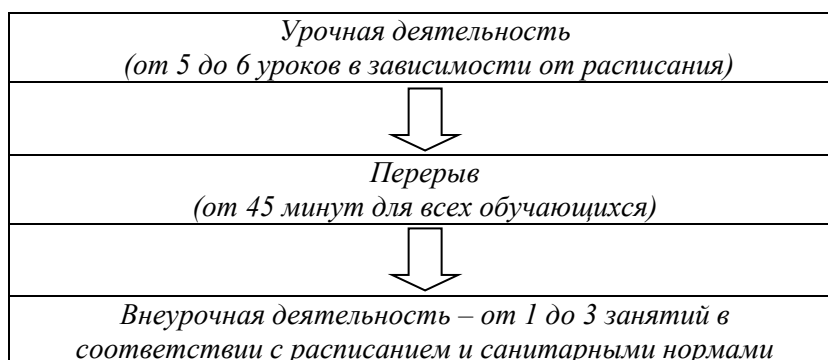 Урочная деятельность
(от 5 до 6 уроков в зависимости от расписания)
Перерыв
(от 45 минут для всех обучающихся)
Внеурочная деятельность – от 1 до 3 занятий в
соответствии с расписанием и санитарными нормами